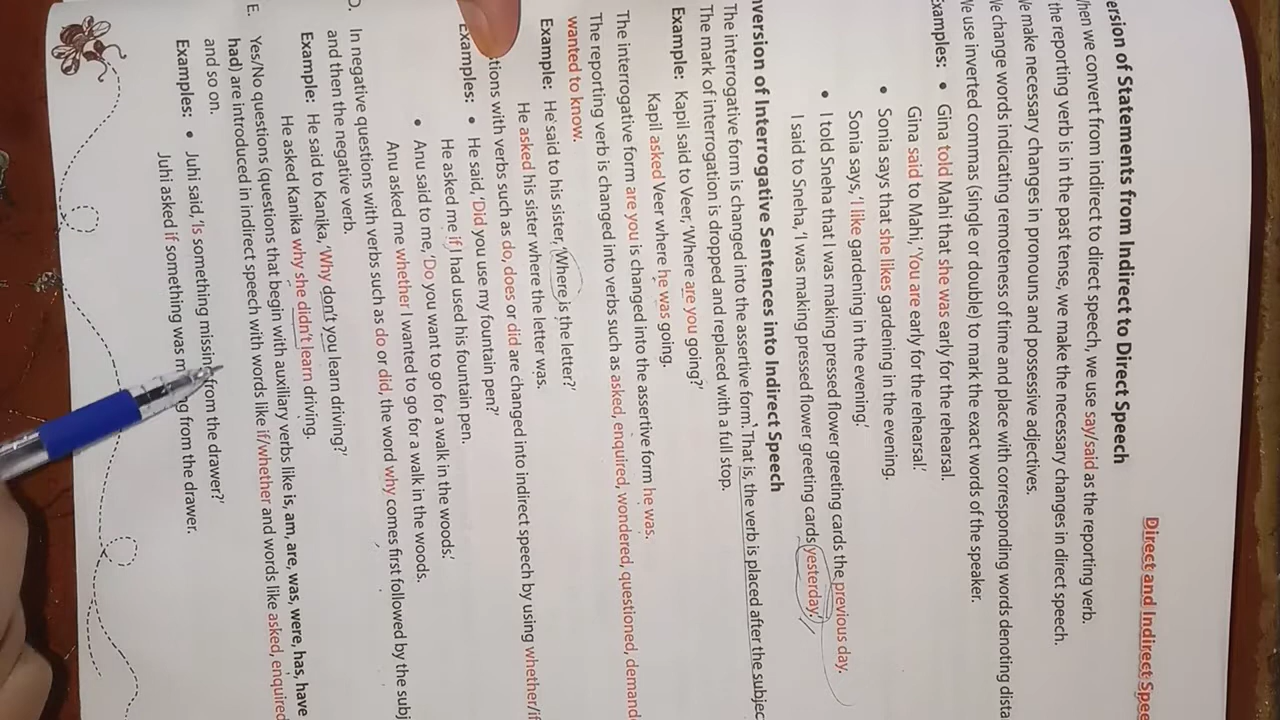 Direct and Indirect Spee
ersion of Statements from Indirect to Direct Speech
hen we convert from indirect to direct speech, we use say/said as the reporting verb.
the reporting verb is in the past tense, we make the necessary changes in direct speech.
e make necessary changes in pronouns and possessive adjectives.
e change words indicating remoteness of time and place with corresponding words denoting dista
e use inverted commas (single or double) to mark the exact words of the speaker.
xamples: • Gina told Mahi that she was early for the rehearsal.
Gina said to Mahi, 'You are early for the rehearsal.'
• Sonia says that she likes gardening in the evening.
Sonia says, 'I like gardening in the evening.'
• I told Sneha that I was making pressed flower greeting cards the previous day.
I said to Sneha, 'I was making pressed flower greeting cards yesterday.'
nversion of Interrogative Sentences into Indirect Speech
The interrogative form is changed into the assertive form. That is, the verb is placed after the subjec
The mark of interrogation is dropped and replaced with a full stop.
Example: Kapil said to Veer, 'Where are you going?'
Kapil asked Veer where he was going.
The interrogative form are you is changed into the assertive form he was.
The reporting verb is changed into verbs such as asked, enquired, wondered, questioned, demand
wanted to know.
Example: He said to his sister, 'Where is the letter?'
He asked his sister where the letter was.
tions with verbs such as do, does or did are changed into indirect speech by using whether/if
Examples: • He said, 'Did you use my fountain pen?'
He asked me if I had used his fountain pen.
• Anu said to me, 'Do you want to go for a walk in the woods.'
Anu asked me whether I wanted to go for a walk in the woods.
D. In negative questions with verbs such as do or did, the word why comes first followed by the subj
and then the negative verb.
Example: He said to Kanika, 'Why don't you learn driving?'
He asked Kanika why she didn't learn driving.
E. Yes/No questions (questions that begin with auxiliary verbs like is, am, are, was, were, has, have
had) are introduced in indirect speech with words like if/whether and words like asked, enquired
and so on.
Examples: • Juhi said, 'Is something missin from the drawer?'
Juhi asked if something was m g from the drawer.